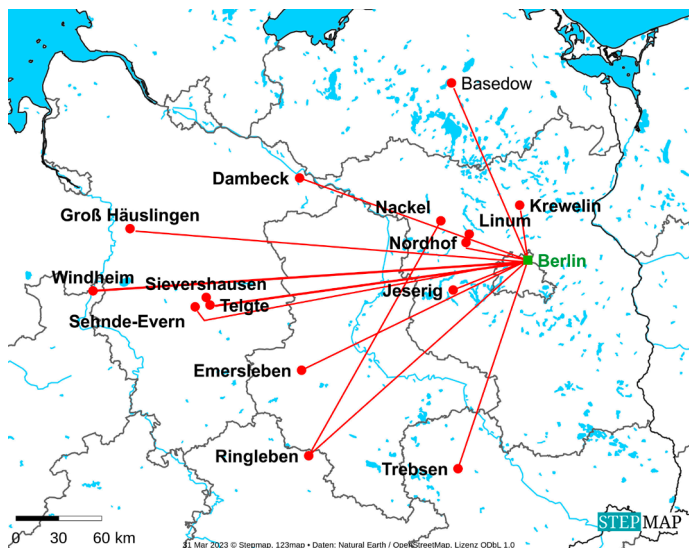 Basedow
Dambeck
Nackel
Krewelin
Groß Häuslingen
Linum
Nordhof
Berlin
Windheim
Sievershausen
Jeserig
Telgte
Sehnde-Evern
Emersleben
Ringleben
Trebsen
STEPMAP
0 30 60 km
31 Mar 2023 © Stepmap, 123map • Daten: Natural Earth / OpenStreetMap, Lizenz ODbL 1.0